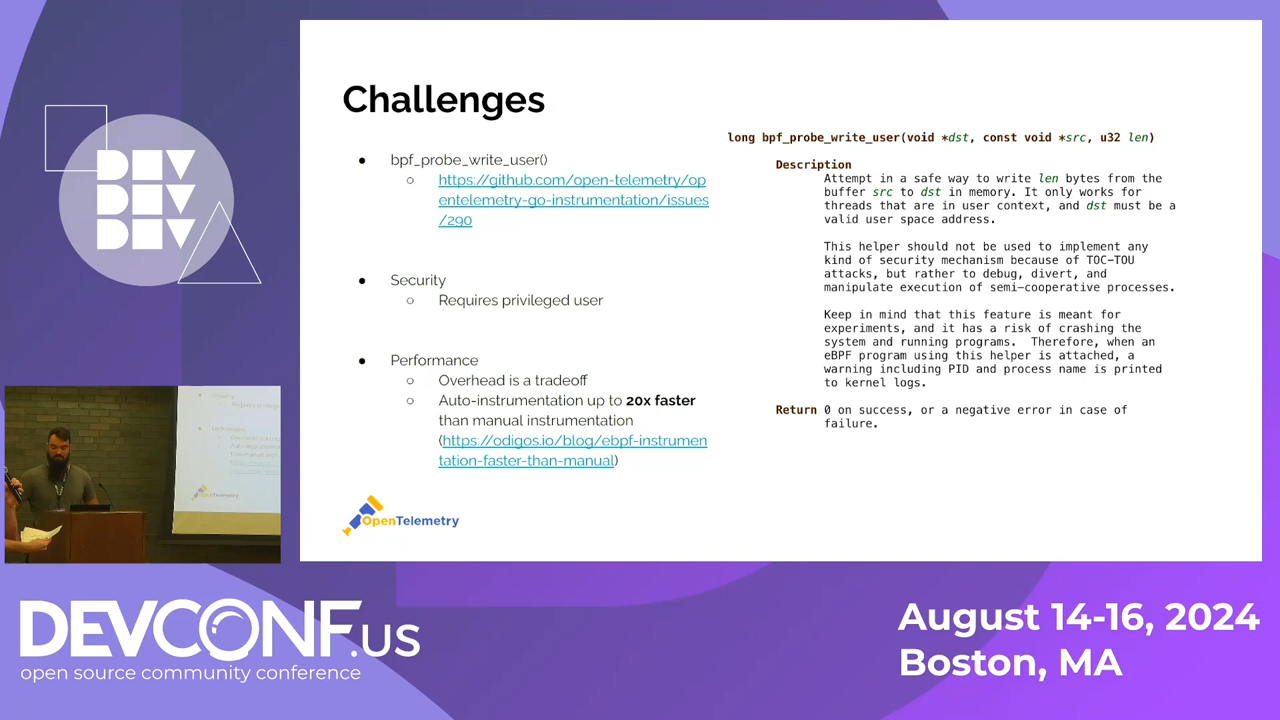 DEV
DEV
DEV
Challenges
● bpf_probe_write_user()
○ https://github.com/open-telemetry/op
entelemetry-go-instrumentation/issues
/290
● Security
○ Requires privileged user
● Performance
○ Overhead is a tradeoff
○ Auto-instrumentation up to 20x faster
than manual instrumentation
(https://odigos.io/blog/ebpf-instrumen
tation-faster-than-manual)
OpenTelemetry
long bpf_probe_write_user(void *dst, const void *src, u32 len)
Description
Attempt in a safe way to write len bytes from the
buffer src to dst in memory. It only works for
threads that are in user context, and dst must be a
valid user space address.
This helper should not be used to implement any
kind of security mechanism because of TOC-TOU
attacks, but rather to debug, divert, and
manipulate execution of semi-cooperative processes.
Keep in mind that this feature is meant for
experiments, and it has a risk of crashing the
system and running programs. Therefore, when an
eBPF program using this helper is attached, a
warning including PID and process name is printed
to kernel logs.
Return 0 on success, or a negative error in case of
failure.
OpenTelemetry
DEVCONF.US
open source community conference
August 14-16, 2024
Boston, MA